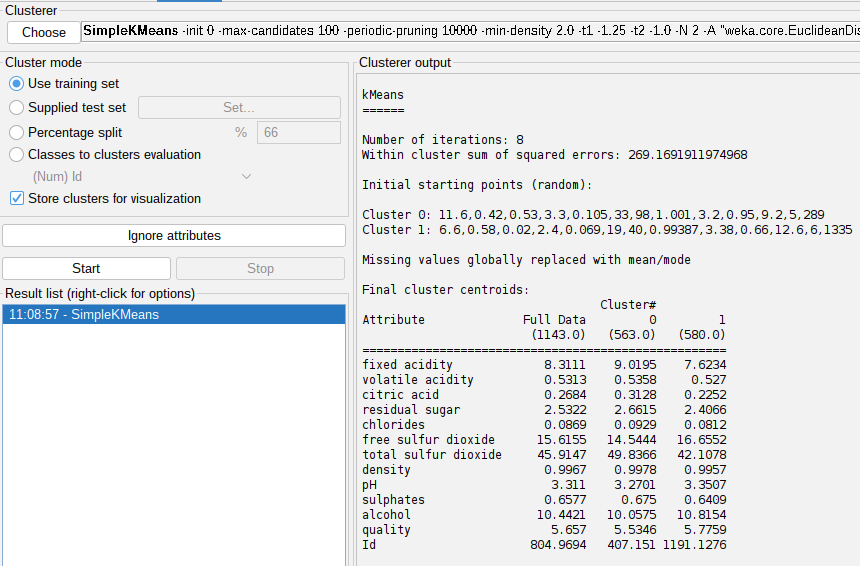 Clusterer
Choose SimpleKMeans -init 0 -max-candidates 100 -periodic-pruning 10000 -min-density 2.0 -t1 -1.25 -t2 -1.0 -N 2 -A "weka.core.EuclideanDis
Cluster mode
Use training set
Supplied test set Set...
Percentage split % 66
Classes to clusters evaluation
(Num) Id
Store clusters for visualization
Ignore attributes
Start Stop
Result list (right-click for options)
11:08:57 - SimpleKMeans
Clusterer output
kMeans
======
Number of iterations: 8
Within cluster sum of squared errors: 269.1691911974968
Initial starting points (random):
Cluster 0: 11.6,0.42,0.53,3.3,0.105,33,98,1.001,3.2,0.95,9.2,5,289
Cluster 1: 6.6,0.58,0.02,2.4,0.069,19,40,0.99387,3.38,0.66,12.6,6,1335
Missing values globally replaced with mean/mode
Final cluster centroids:
Cluster#
Attribute Full Data 0 1
(1143.0) (563.0) (580.0)
==================================================
fixed acidity 8.3111 9.0195 7.6234
volatile acidity 0.5313 0.5358 0.527
citric acid 0.2684 0.3128 0.2252
residual sugar 2.5322 2.6615 2.4066
chlorides 0.0869 0.0929 0.0812
free sulfur dioxide 15.6155 14.5444 16.6552
total sulfur dioxide 45.9147 49.8366 42.1078
density 0.9967 0.9978 0.9957
pH 3.311 3.2701 3.3507
sulphates 0.6577 0.675 0.6409
alcohol 10.4421 10.0575 10.8154
quality 5.657 5.5346 5.7759
Id 804.9694 407.151 1191.1276